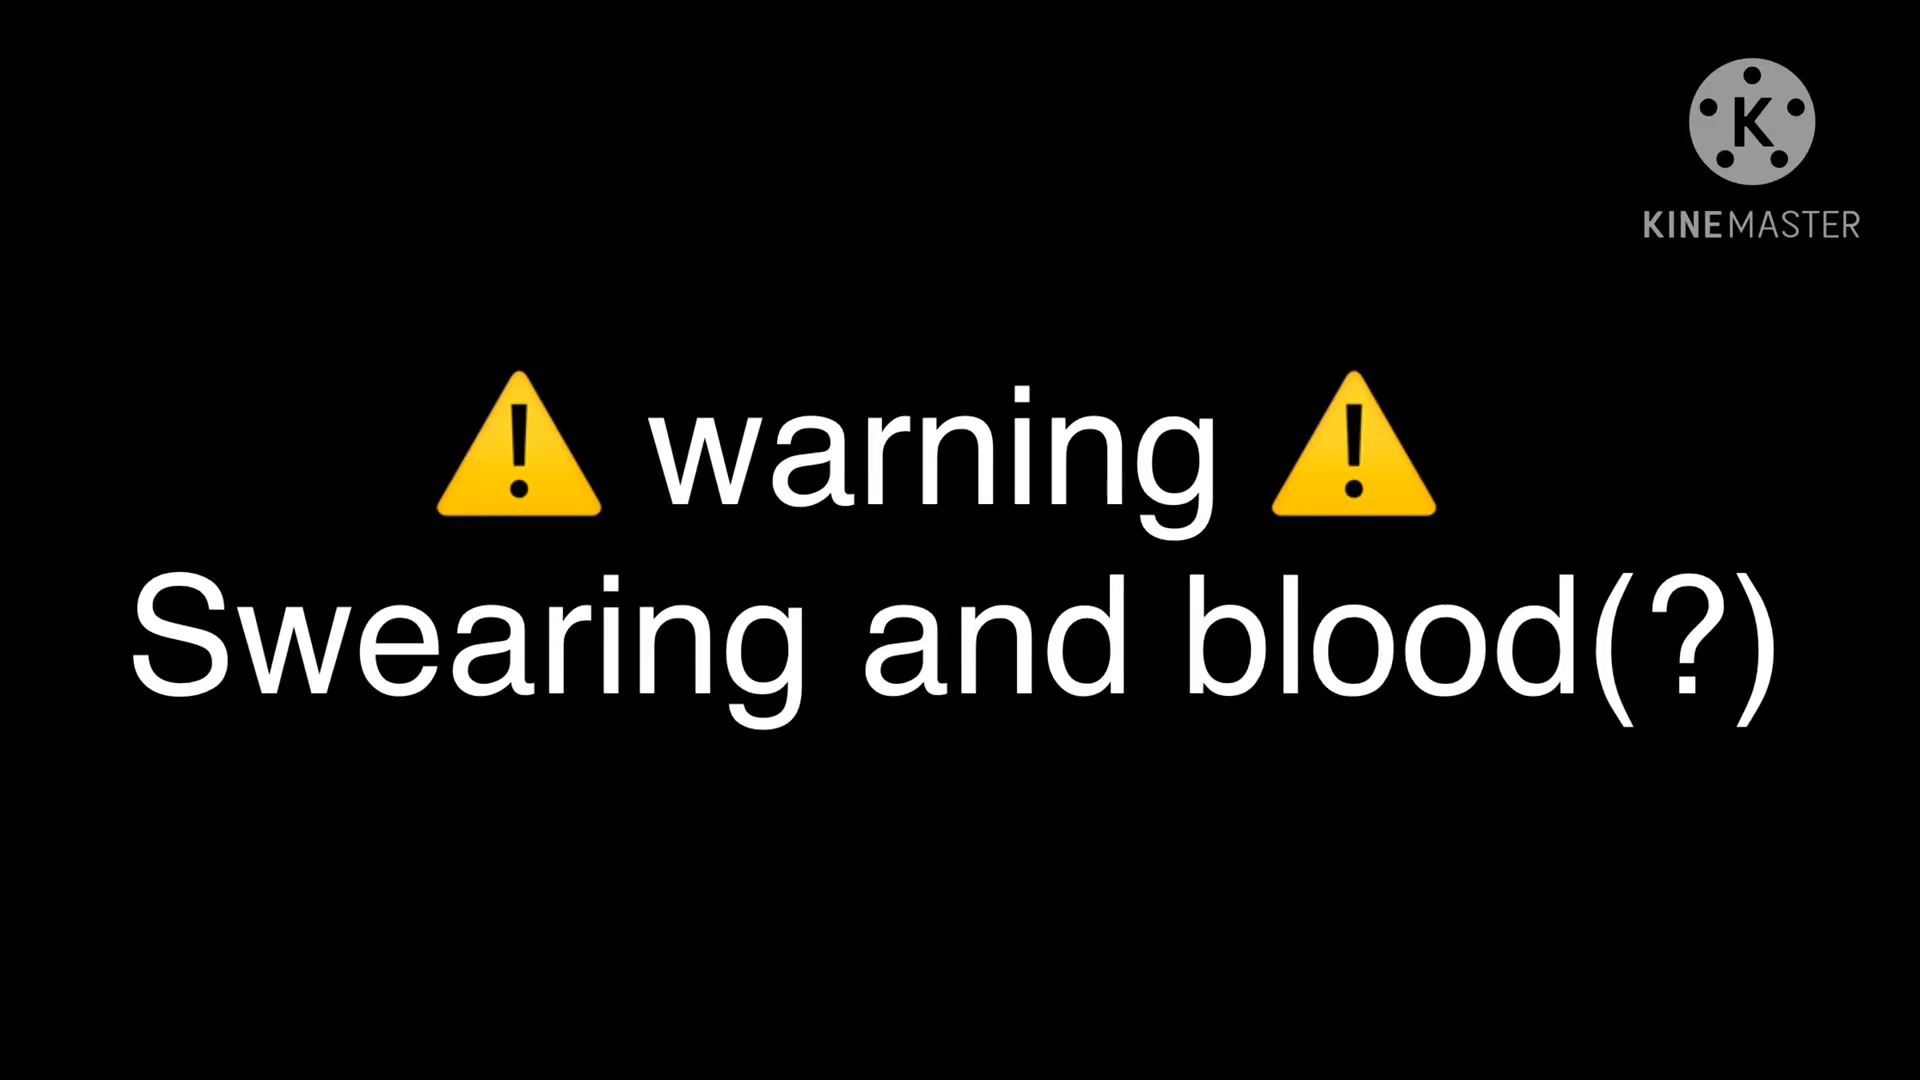 K
KINEMASTER
⚠️ warning ⚠️
Swearing and blood(?)